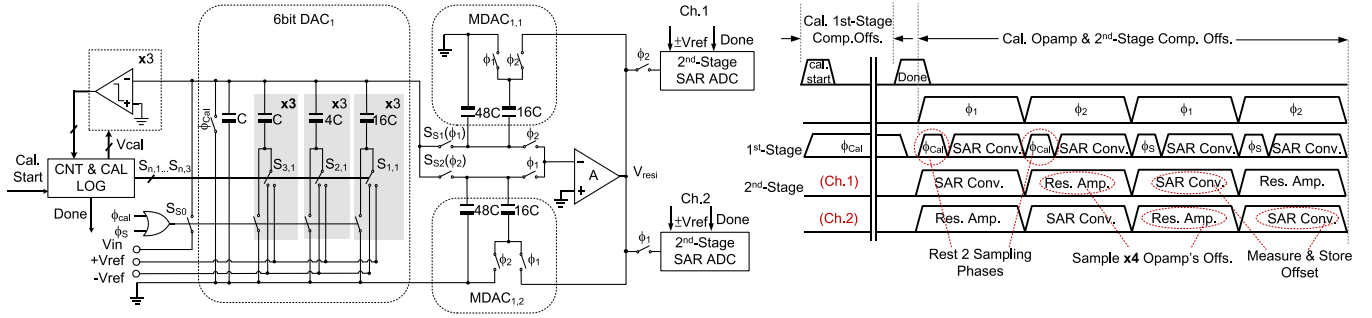 6bit DAC1
MDAC1,1
Ch.1
±Vref
Done
x3
ϕ1
ϕ2
ϕ2
2nd-Stage
SAR ADC
x3
x3
x3
ϕCal
C
C
4C
16C
48C
16C
Vcal
SS1(ϕ1)
ϕ2
Cal.
Start
CNT & CAL
LOG
Sn,1...Sn,3
S3,1
S2,1
S1,1
SS2(ϕ2)
ϕ1
A
Vresi
Done
SS0
48C
16C
Ch.2
±Vref
Done
ϕcal
ϕS
Vin
+Vref
-Vref
ϕ2
ϕ1
ϕ1
2nd-Stage
SAR ADC
MDAC1,2
Cal. 1st-Stage
Comp.Offs.
Cal. Opamp & 2nd-Stage Comp. Offs.
cal.
start
Done
ϕ1
ϕ2
ϕ1
ϕ2
1st-Stage
ϕCal
ϕCal
SAR Conv.
ϕCal
SAR Conv.
ϕS
SAR Conv.
ϕS
SAR Conv.
2nd-Stage
(Ch.1)
SAR Conv.
Res. Amp.
SAR Conv.
Res. Amp.
(Ch.2)
Res. Amp.
SAR Conv.
Res. Amp.
SAR Conv.
Rest 2 Sampling
Phases
Sample x4 Opamp's Offs.
Measure & Store
Offset